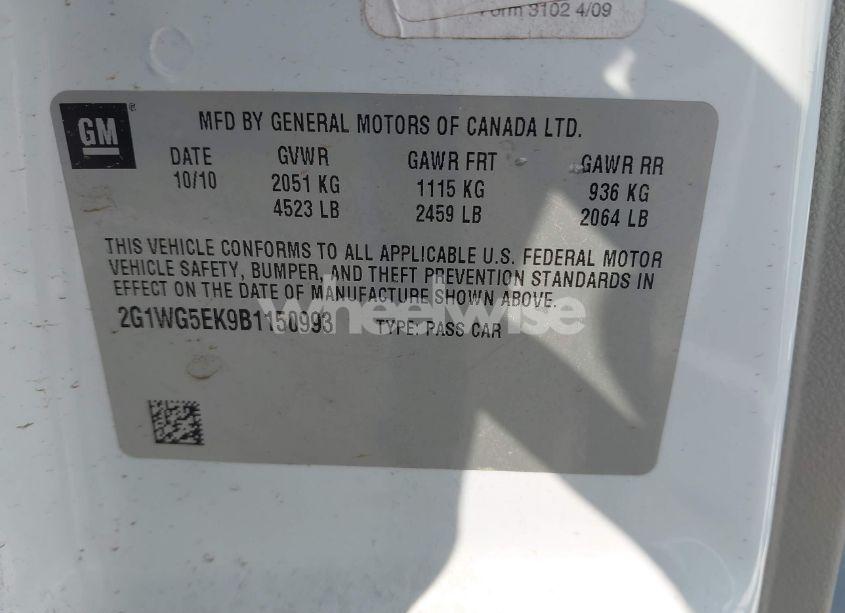 Form 3102 4/09
GM®
MFD BY GENERAL MOTORS OF CANADA LTD.
DATE GVWR GAWR FRT GAWR RR
10/10 2051 KG 1115 KG 936 KG
4523 LB 2459 LB 2064 LB
THIS VEHICLE CONFORMS TO ALL APPLICABLE U.S. FEDERAL MOTOR
VEHICLE SAFETY, BUMPER, AND THEFT PREVENTION STANDARDS IN
EFFECT ON THE DATE OF MANUFACTURE SHOWN ABOVE.
2G1WG5EK9B1150993 TYPE: PASS CAR
wheelwise